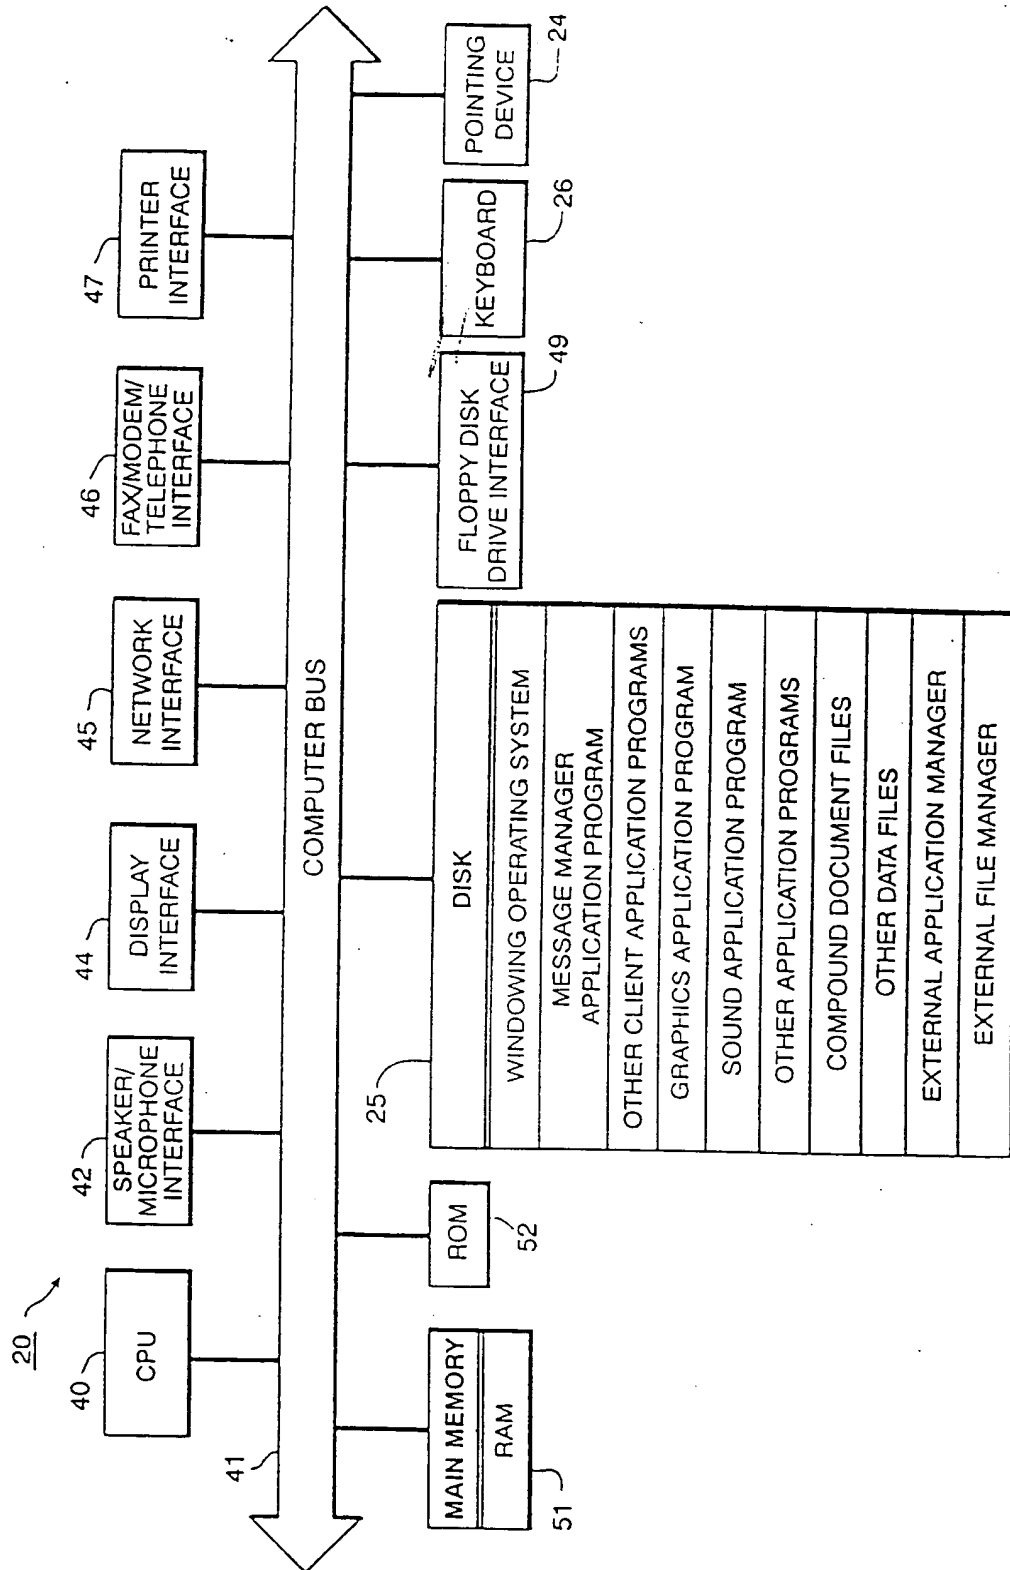 20
40
CPU
42
SPEAKER/
MICROPHONE
INTERFACE
44
DISPLAY
INTERFACE
45
NETWORK
INTERFACE
46
FAX/MODEM/
TELEPHONE
INTERFACE
47
PRINTER
INTERFACE
41
COMPUTER BUS
MAIN MEMORY
RAM
51
ROM
52
25
DISK
WINDOWING OPERATING SYSTEM
MESSAGE MANAGER
APPLICATION PROGRAM
OTHER CLIENT APPLICATION PROGRAMS
GRAPHICS APPLICATION PROGRAM
SOUND APPLICATION PROGRAM
OTHER APPLICATION PROGRAMS
COMPOUND DOCUMENT FILES
OTHER DATA FILES
EXTERNAL APPLICATION MANAGER
EXTERNAL FILE MANAGER
FLOPPY DISK
DRIVE INTERFACE
49
KEYBOARD
26
POINTING
DEVICE
24